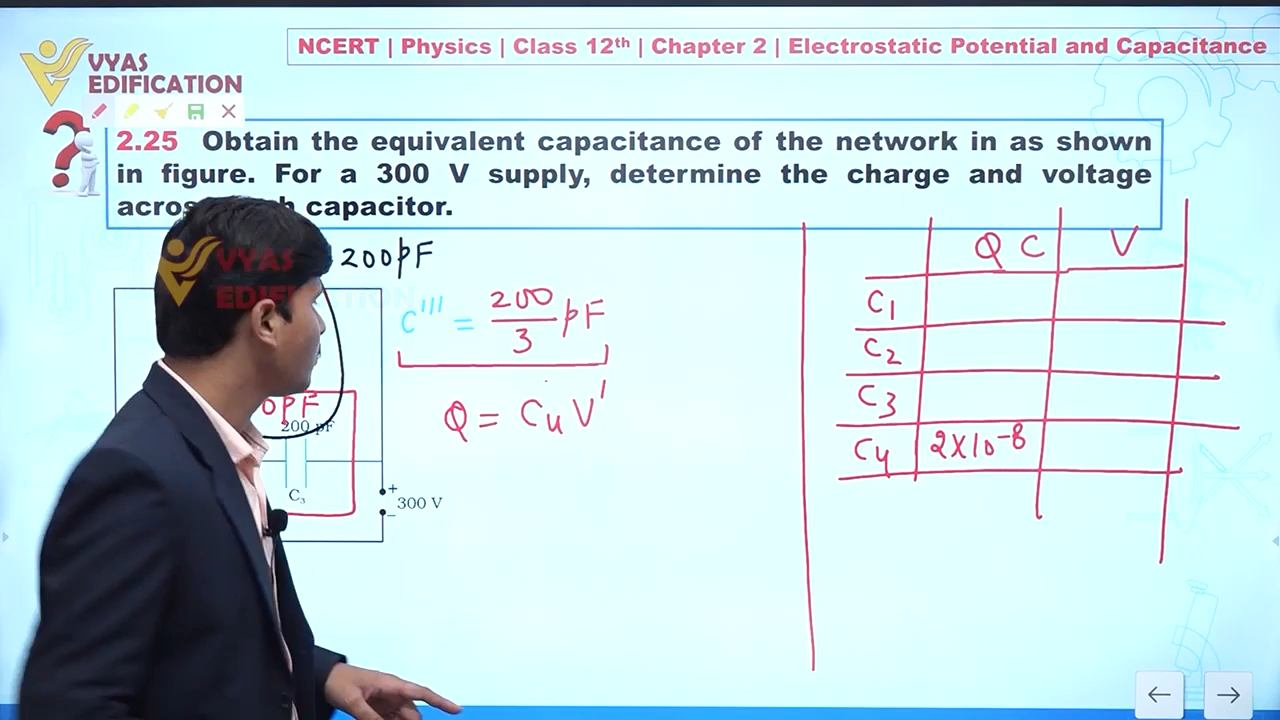 NCERT | Physics | Class 12th | Chapter 2 | Electrostatic Potential and Capacitance
VYAS
EDIFICATION
2.25 Obtain the equivalent capacitance of the network in as shown
in figure. For a 300 V supply, determine the charge and voltage
capacitor.
200pF
VYAS
C''' = 200/3 pF
Q = C4 V'
200 pF
C3
+
300 V
−
Q C V
C1
C2
C3
C4 2×10-8